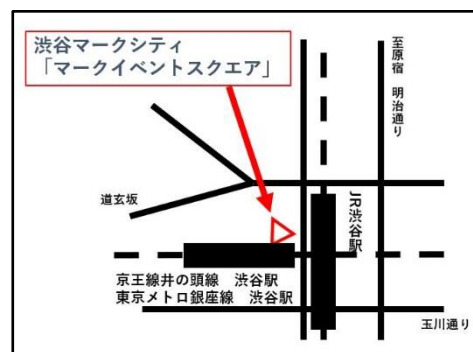 渋谷マークシティ
「マークイベントスクエア」
至原宿 明治通り
道玄坂
JR渋谷駅
京王線井の頭線 渋谷駅
東京メトロ銀座線 渋谷駅
玉川通り